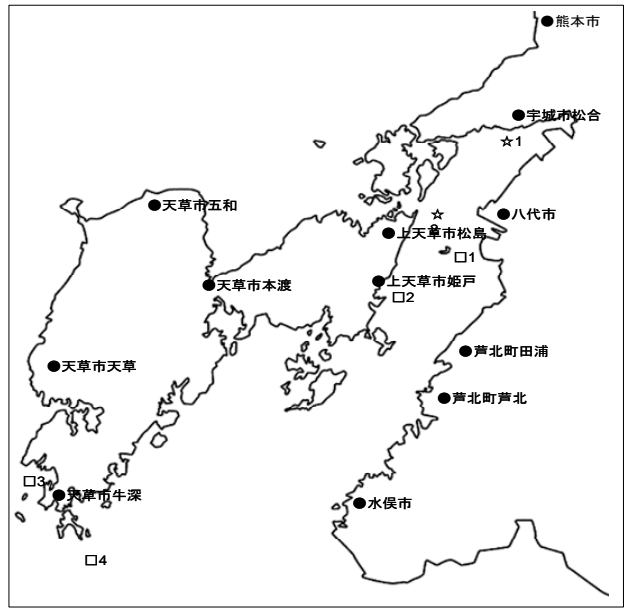 ●熊本市
●宇城市松合
☆1
●天草市五和
●八代市
☆
2
●上天草市松島
□1
●上天草市姫戸
●天草市本渡
□2
●芦北町田浦
●天草市天草
●芦北町芦北
□3
●天草市牛深
●水俣市
□4